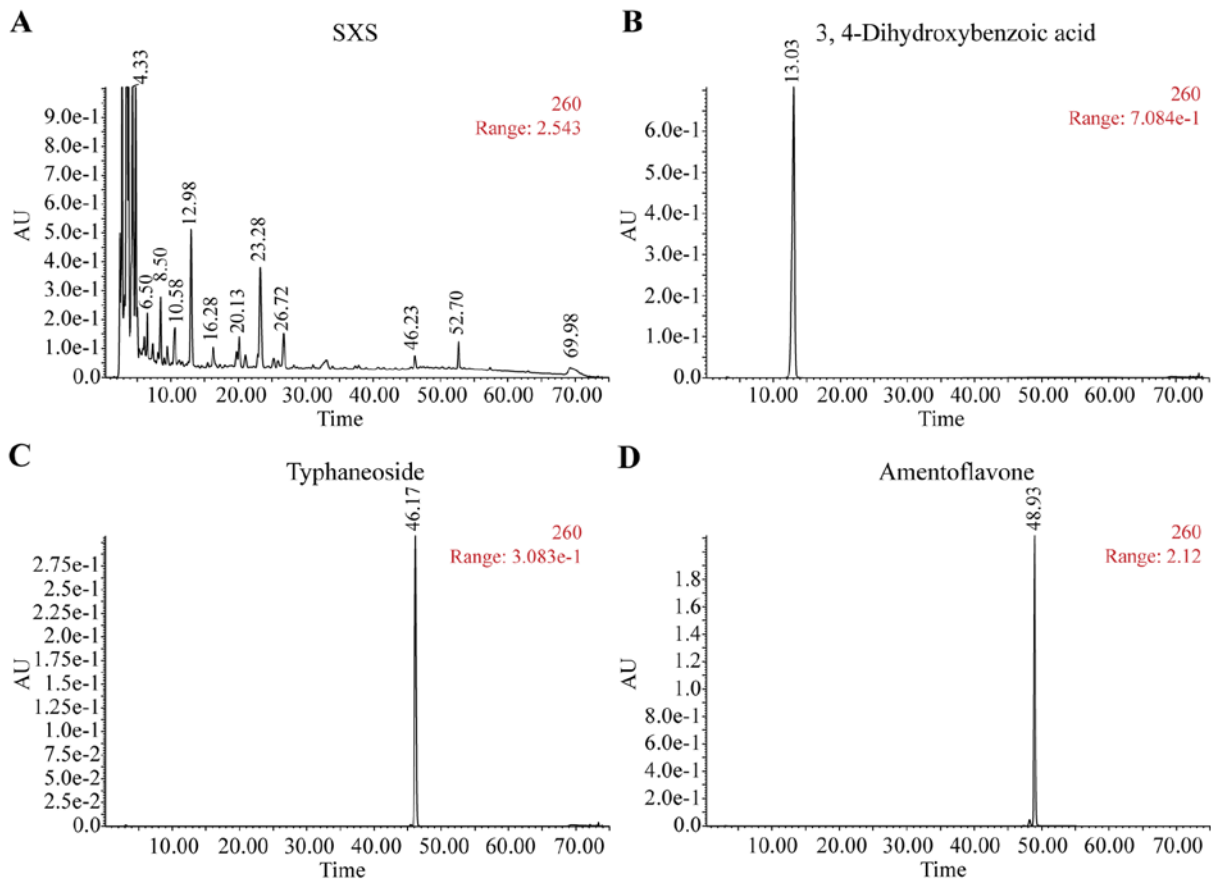 A
SXS
4.33
260
Range: 2.543
9.0e-1
8.0e-1
7.0e-1
6.0e-1
5.0e-1
4.0e-1
3.0e-1
2.0e-1
1.0e-1
0.0
AU
6.50
8.50
10.58
12.98
16.28
20.13
23.28
26.72
46.23
52.70
69.98
10.00 20.00 30.00 40.00 50.00 60.00 70.00
Time
B
3, 4-Dihydroxybenzoic acid
13.03
260
Range: 7.084e-1
6.0e-1
5.0e-1
4.0e-1
3.0e-1
2.0e-1
1.0e-1
0.0
AU
10.00 20.00 30.00 40.00 50.00 60.00 70.00
Time
C
Typhaneoside
46.17
260
Range: 3.083e-1
2.75e-1
2.5e-1
2.25e-1
2.0e-1
1.75e-1
1.5e-1
1.25e-1
1.0e-1
7.5e-2
5.0e-2
2.5e-2
0.0
AU
10.00 20.00 30.00 40.00 50.00 60.00 70.00
Time
D
Amentoflavone
48.93
260
Range: 2.12
1.8
1.6
1.4
1.2
1.0
8.0e-1
6.0e-1
4.0e-1
2.0e-1
0.0
AU
10.00 20.00 30.00 40.00 50.00 60.00 70.00
Time